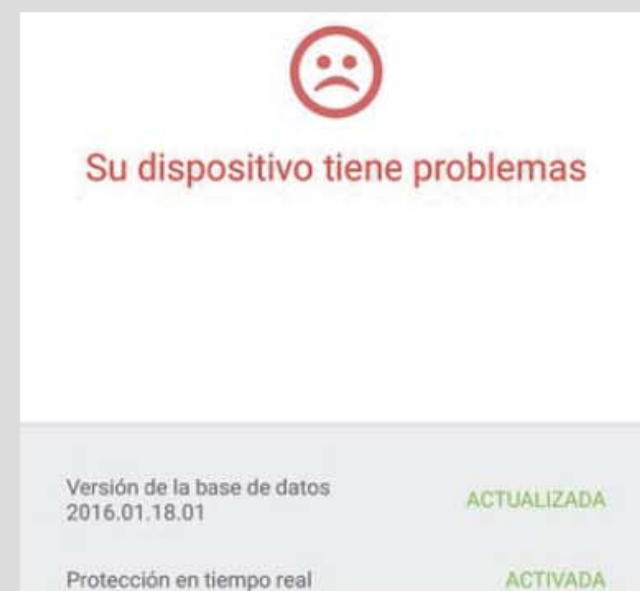 Su dispositivo tiene problemas
Versión de la base de datos
2016.01.18.01
ACTUALIZADA
Protección en tiempo real
ACTIVADA